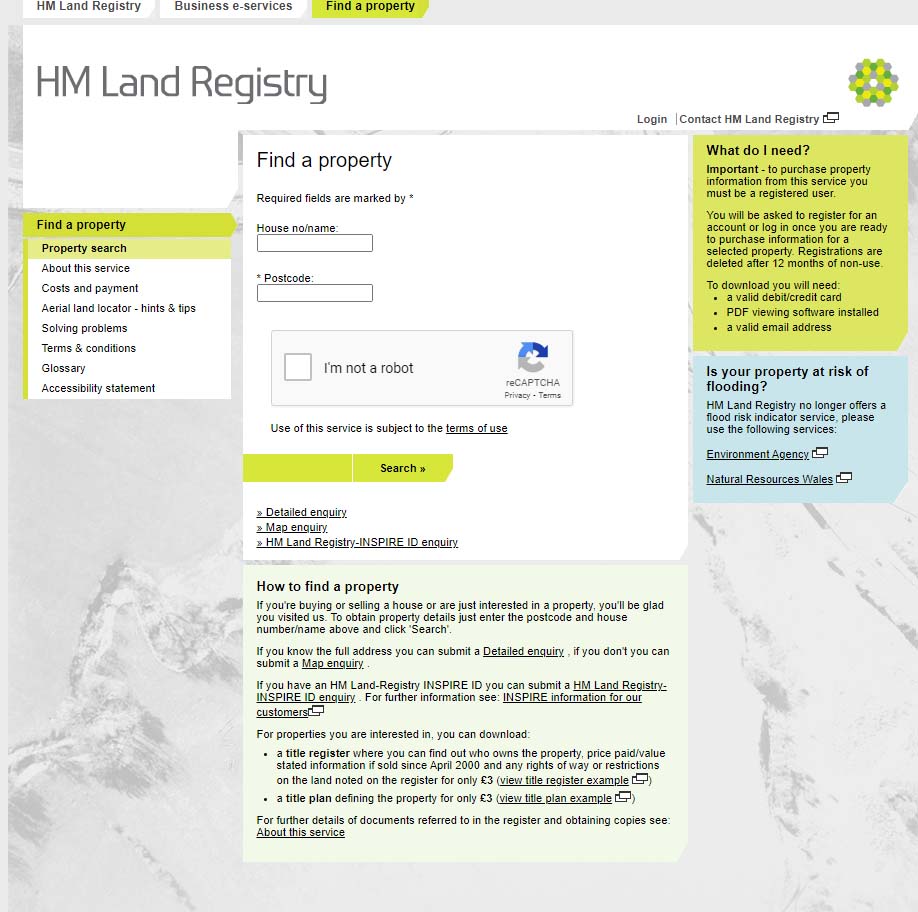 HM Land Registry
Business e-services
Find a property
HM Land Registry
Login
Contact HM Land Registry
Find a property
Property search
About this service
Costs and payment
Aerial land locator - hints & tips
Solving problems
Terms & conditions
Glossary
Accessibility statement
Find a property
Required fields are marked by *
House no/name:
* Postcode:
I'm not a robot
reCAPTCHA
Privacy - Terms
Use of this service is subject to the terms of use
Search »
» Detailed enquiry
» Map enquiry
» HM Land Registry-INSPIRE ID enquiry
How to find a property
If you're buying or selling a house or are just interested in a property, you'll be glad
you visited us. To obtain property details just enter the postcode and house
number/name above and click 'Search'.
If you know the full address you can submit a Detailed enquiry , if you don't you can
submit a Map enquiry .
If you have an HM Land-Registry INSPIRE ID you can submit a HM Land Registry-
INSPIRE ID enquiry . For further information see: INSPIRE information for our
customers
For properties you are interested in, you can download:
• a title register where you can find out who owns the property, price paid/value
stated information if sold since April 2000 and any rights of way or restrictions
on the land noted on the register for only £3 (view title register example )
• a title plan defining the property for only £3 (view title plan example )
For further details of documents referred to in the register and obtaining copies see:
About this service
What do I need?
Important - to purchase property
information from this service you
must be a registered user.
You will be asked to register for an
account or log in once you are ready
to purchase information for a
selected property. Registrations are
deleted after 12 months of non-use.
To download you will need:
• a valid debit/credit card
• PDF viewing software installed
• a valid email address
Is your property at risk of
flooding?
HM Land Registry no longer offers a
flood risk indicator service, please
use the following services:
Environment Agency
Natural Resources Wales